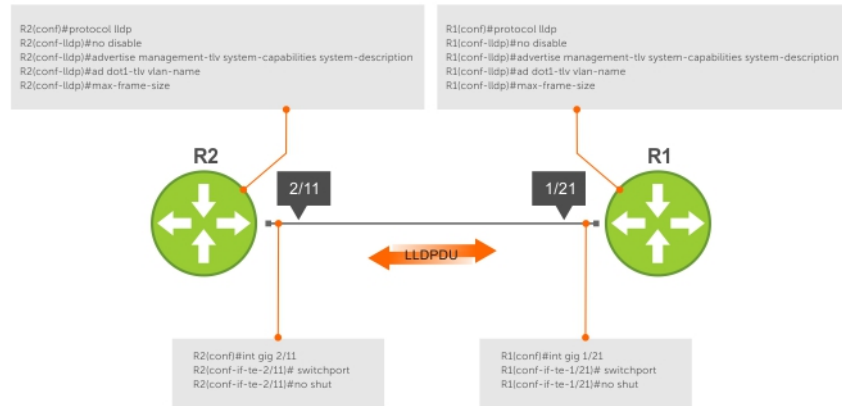 R2(conf)#protocol lldp
R2(conf-lldp)#no disable
R2(conf-lldp)#advertise management-tlv system-capabilities system-description
R2(conf-lldp)#ad dot1-tlv vlan-name
R2(conf-lldp)#max-frame-size
R1(conf)#protocol lldp
R1(conf-lldp)#no disable
R1(conf-lldp)#advertise management-tlv system-capabilities system-description
R1(conf-lldp)#ad dot1-tlv vlan-name
R1(conf-lldp)#max-frame-size
R2
R1
2/11
1/21
LLDPDU
R2(conf)#int gig 2/11
R2(conf-if-te-2/11)# switchport
R2(conf-if-te-2/11)#no shut
R1(conf)#int gig 1/21
R1(conf-if-te-1/21)# switchport
R1(conf-if-te-1/21)#no shut